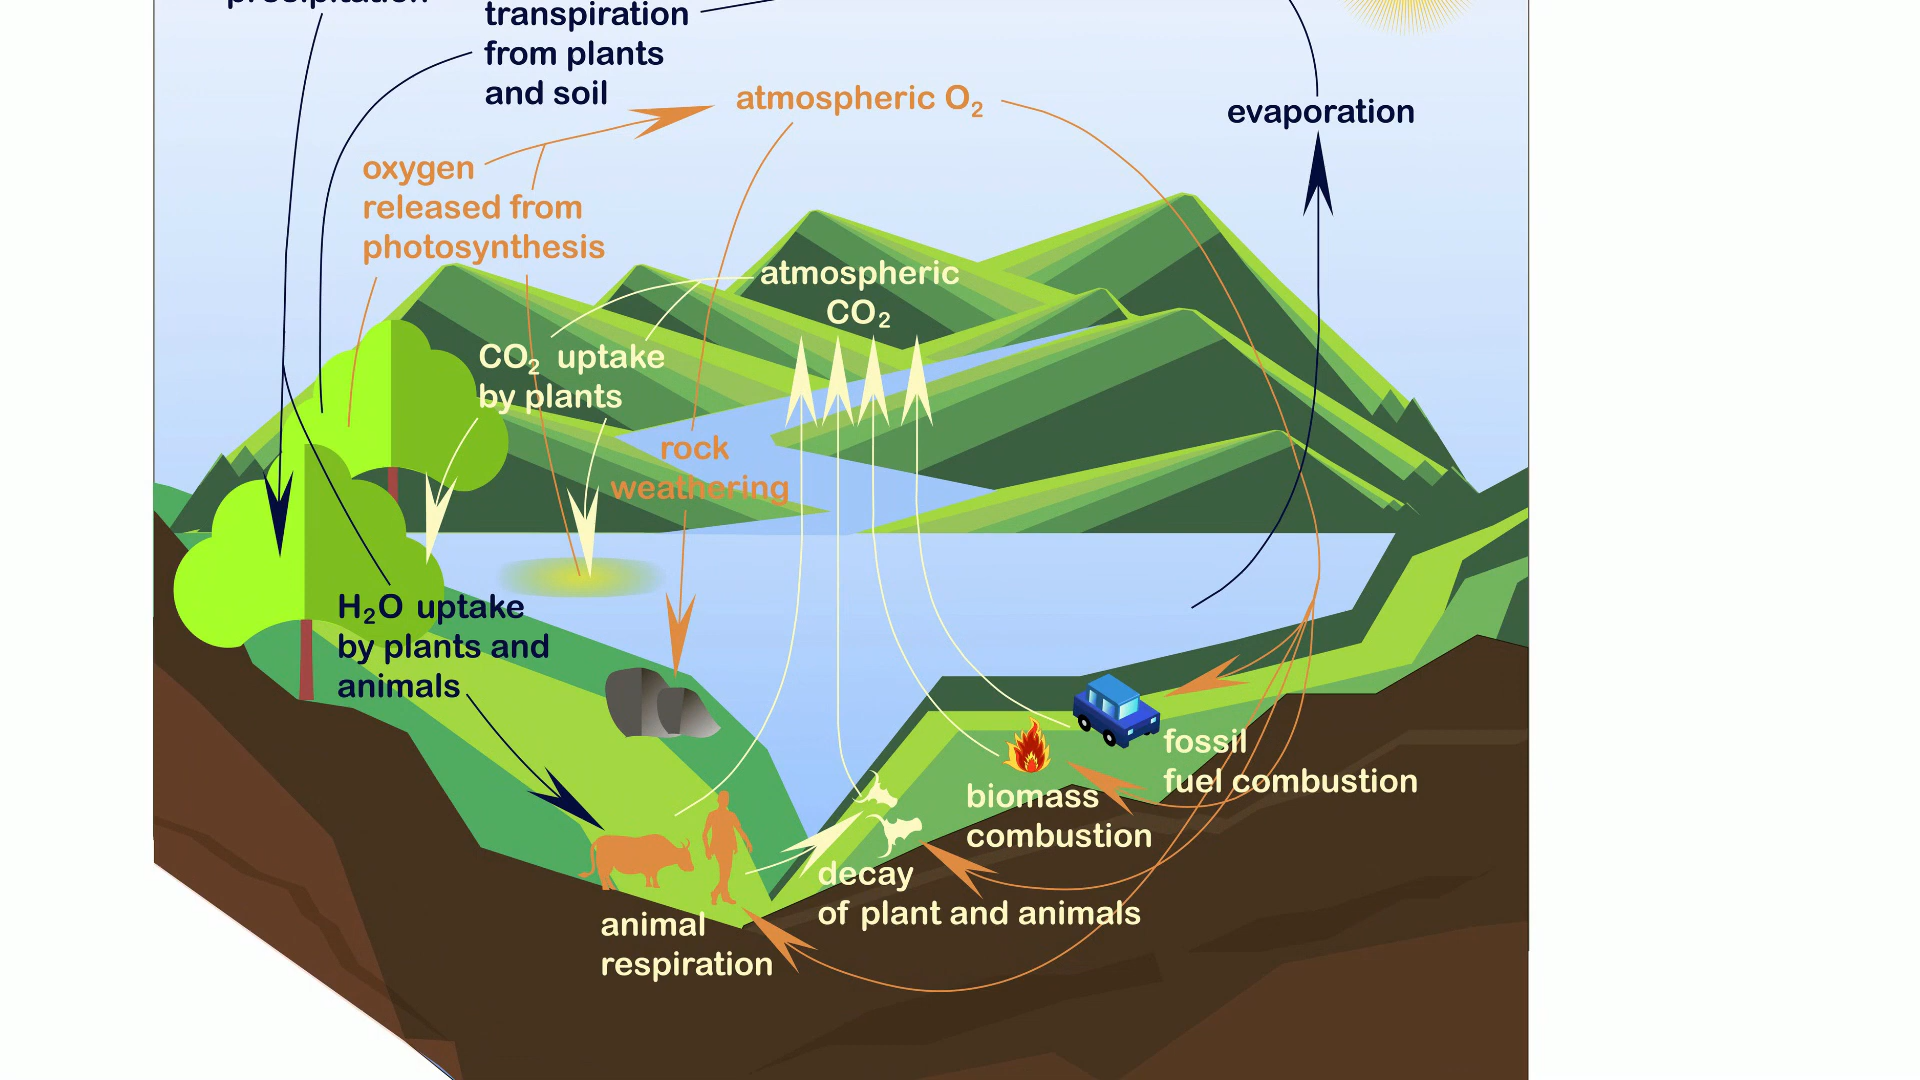 precipitation
transpiration
from plants
and soil
atmospheric O₂
evaporation
oxygen
released from
photosynthesis
atmospheric
CO₂
CO₂ uptake
by plants
rock
weathering
H₂O uptake
by plants and
animals
fossil
fuel combustion
biomass
combustion
decay
of plant and animals
animal
respiration